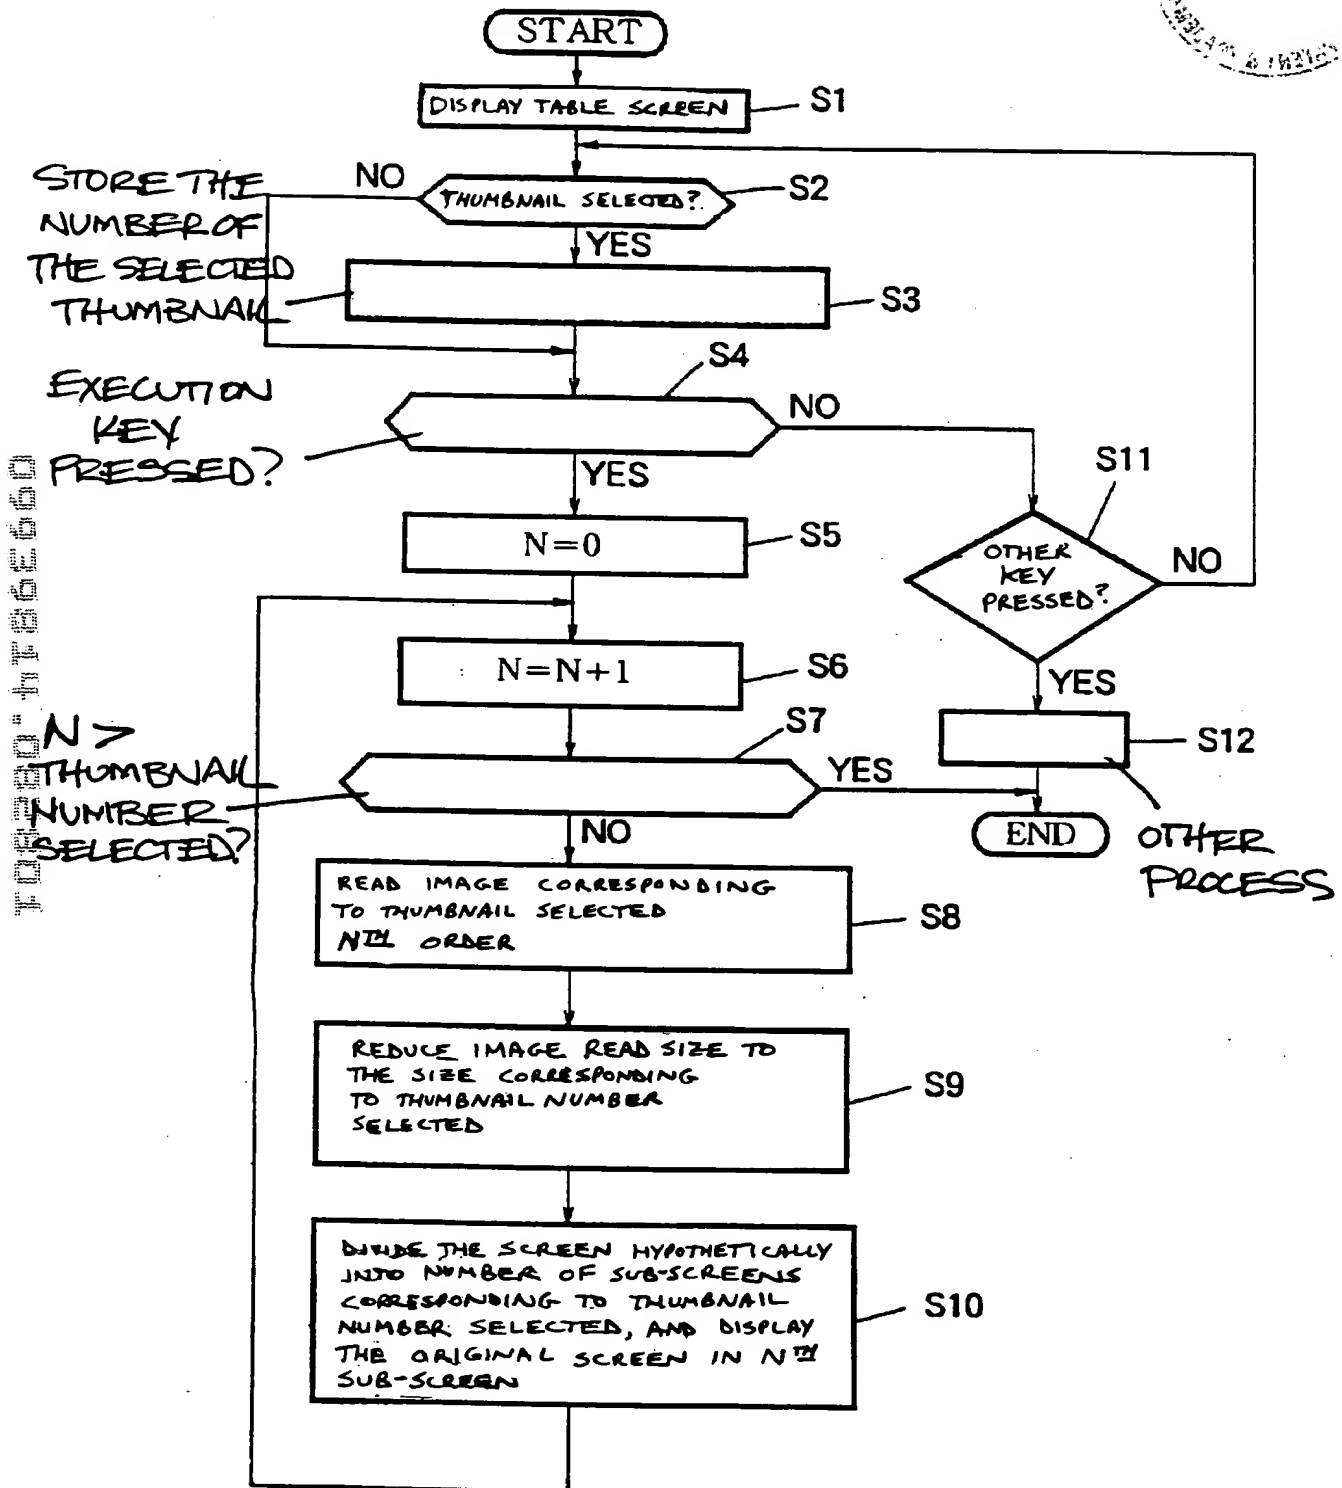 START
DISPLAY TABLE SCREEN
S1
THUMBNAIL SELECTED?
S2
NO
YES
STORE THE
NUMBER OF
THE SELECTED
THUMBNAIL
S3
S4
EXECUTION
KEY
PRESSED?
NO
YES
S11
OTHER
KEY
PRESSED?
NO
YES
N=0
S5
N=N+1
S6
S7
N >
THUMBNAIL
NUMBER
SELECTED?
YES
NO
S12
END
OTHER
PROCESS
READ IMAGE CORRESPONDING
TO THUMBNAIL SELECTED
NTH ORDER
S8
REDUCE IMAGE READ SIZE TO
THE SIZE CORRESPONDING
TO THUMBNAIL NUMBER
SELECTED
S9
DIVIDE THE SCREEN HYPOTHETICALLY
INTO NUMBER OF SUB-SCREENS
CORRESPONDING TO THUMBNAIL
NUMBER SELECTED, AND DISPLAY
THE ORIGINAL SCREEN IN NTH
SUB-SCREEN
S10